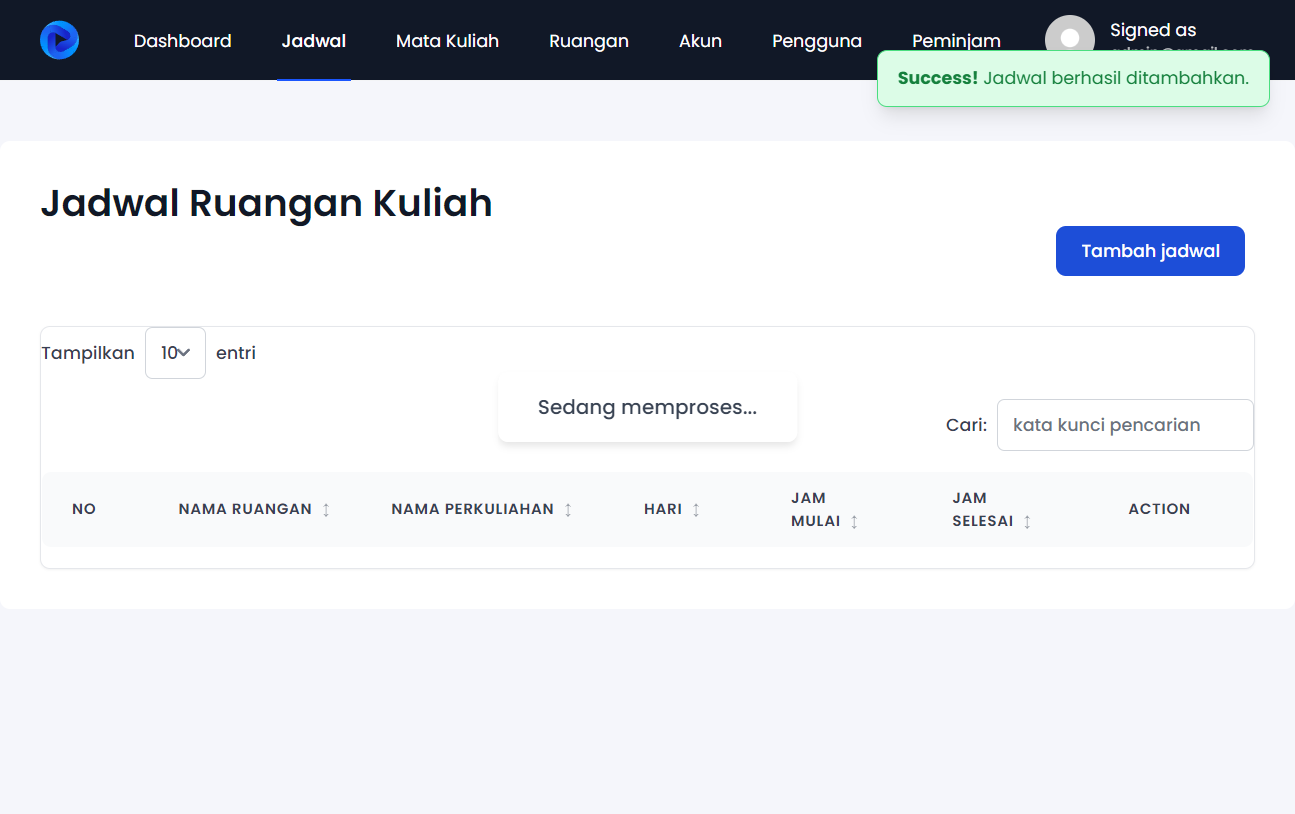 Dashboard Jadwal Mata Kuliah Ruangan Akun Pengguna Peminjam Signed as
Success! Jadwal berhasil ditambahkan.
Jadwal Ruangan Kuliah
Tambah jadwal
Tampilkan 10 entri
Sedang memproses...
Cari: kata kunci pencarian
NO NAMA RUANGAN NAMA PERKULIAHAN HARI JAM MULAI JAM SELESAI ACTION